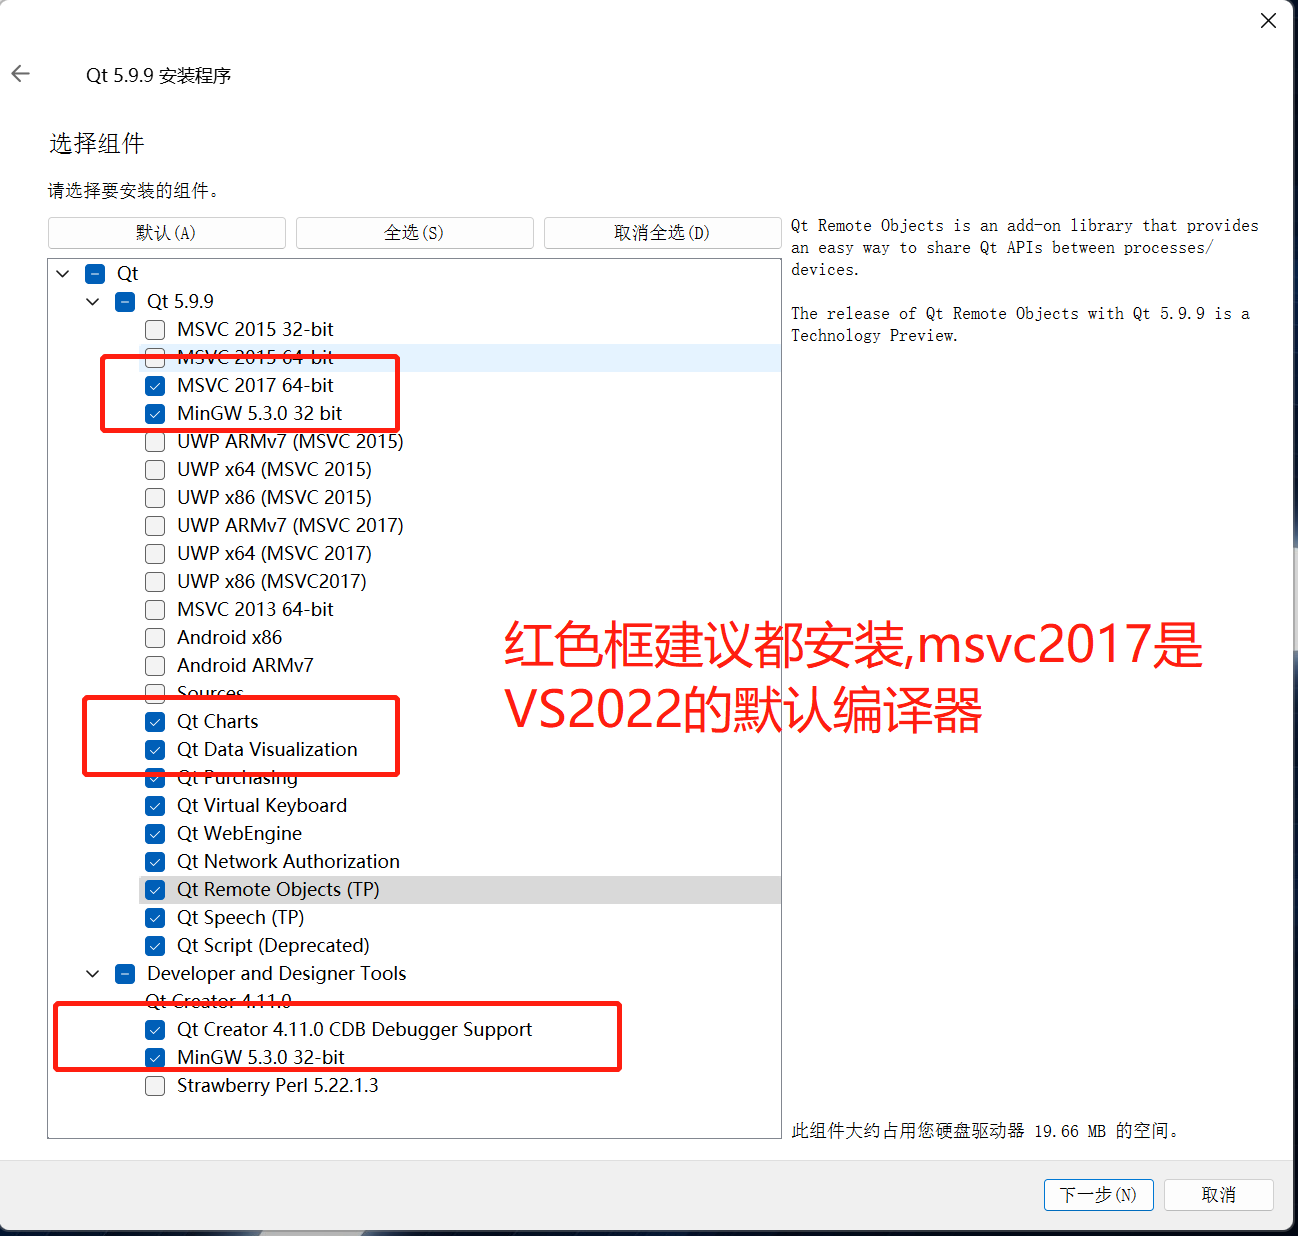 Qt 5.9.9 安装程序
选择组件
请选择要安装的组件。
默认(A)
全选(S)
取消全选(D)
Qt
Qt 5.9.9
MSVC 2015 32-bit
MSVC 2015 64-bit
MSVC 2017 64-bit
MinGW 5.3.0 32 bit
UWP ARMv7 (MSVC 2015)
UWP x64 (MSVC 2015)
UWP x86 (MSVC 2015)
UWP ARMv7 (MSVC 2017)
UWP x64 (MSVC 2017)
UWP x86 (MSVC2017)
MSVC 2013 64-bit
Android x86
Android ARMv7
Sources
Qt Charts
Qt Data Visualization
Qt Purchasing
Qt Virtual Keyboard
Qt WebEngine
Qt Network Authorization
Qt Remote Objects (TP)
Qt Speech (TP)
Qt Script (Deprecated)
Developer and Designer Tools
Qt Creator 4.11.0
Qt Creator 4.11.0 CDB Debugger Support
MinGW 5.3.0 32-bit
Strawberry Perl 5.22.1.3
Qt Remote Objects is an add-on library that provides
an easy way to share Qt APIs between processes/
devices.
The release of Qt Remote Objects with Qt 5.9.9 is a
Technology Preview.
红色框建议都安装,msvc2017是
VS2022的默认编译器
此组件大约占用您硬盘驱动器 19.66 MB 的空间。
下一步(N)
取消